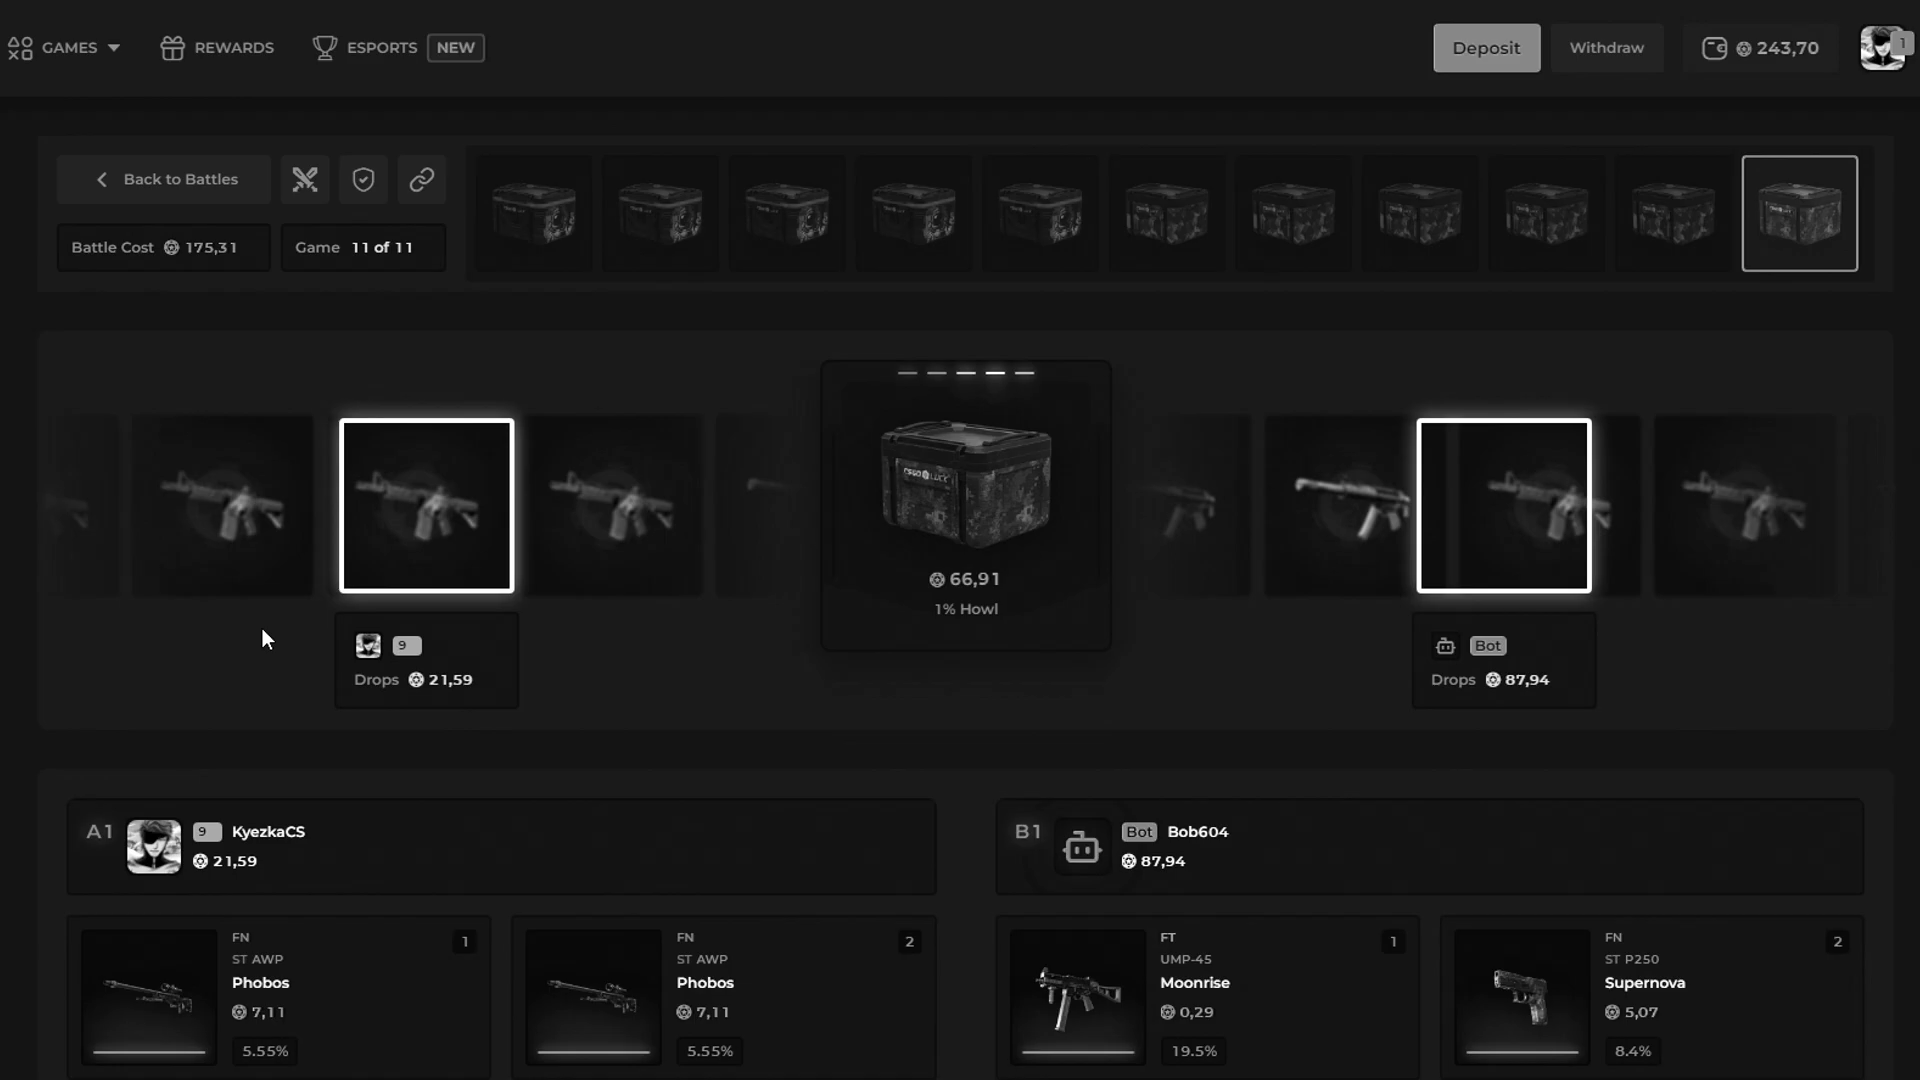 GAMES
REWARDS
ESPORTS NEW
Deposit
Withdraw
243,70
1
Back to Battles
Battle Cost 175,31
Game 11 of 11
CSGO LUCK
66,91
1% Howl
9
Drops 21,59
Bot
Drops 87,94
A1
9 KyezkaCS
21,59
B1
Bot Bob604
87,94
FN
1
ST AWP
Phobos
7,11
5.55%
FN
2
ST AWP
Phobos
7,11
5.55%
FT
1
UMP-45
Moonrise
0,29
19.5%
FN
2
ST P250
Supernova
5,07
8.4%